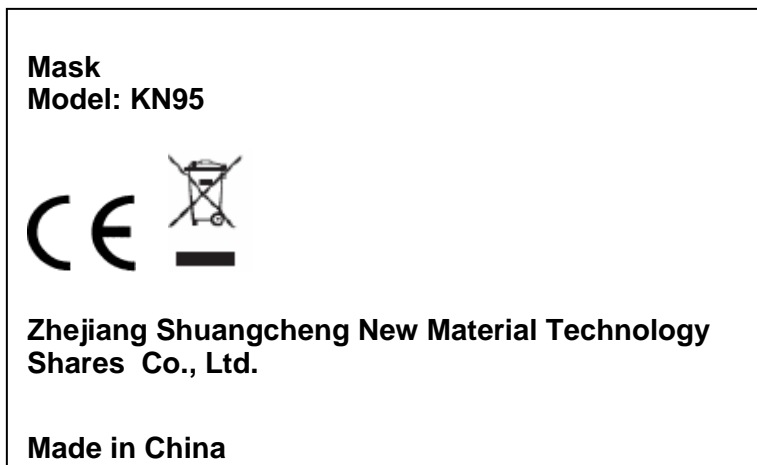 Mask
Model: KN95
CE
Zhejiang Shuangcheng New Material Technology
Shares Co., Ltd.
Made in China